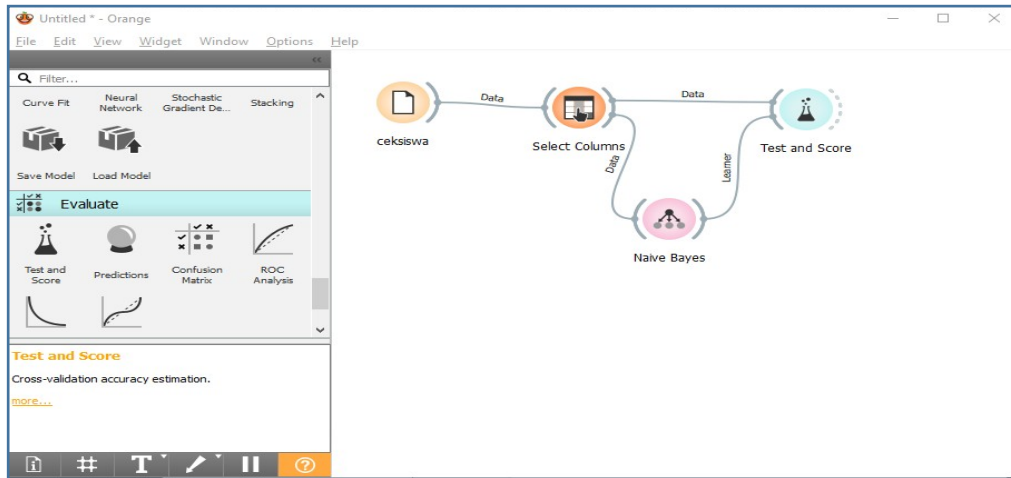 Untitled * - Orange
File Edit View Widget Window Options Help
Filter...
Curve Fit
Neural Network
Stochastic Gradient De...
Stacking
Save Model
Load Model
Evaluate
Test and Score
Predictions
Confusion Matrix
ROC Analysis
Test and Score
Cross-validation accuracy estimation.
more...
T
ceksiswa
Data
Select Columns
Data
Test and Score
Data
Learner
Naive Bayes